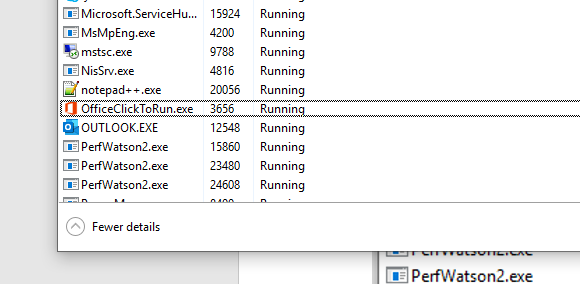 Microsoft.ServiceHu... 15924 Running
MsMpEng.exe 4200 Running
mstsc.exe 9788 Running
NisSrv.exe 4816 Running
notepad++.exe 20056 Running
OfficeClickToRun.exe 3656 Running
OUTLOOK.EXE 12548 Running
PerfWatson2.exe 15860 Running
PerfWatson2.exe 23480 Running
PerfWatson2.exe 24608 Running
Fewer details
PerfWatson2.exe
PerfWatson2.exe